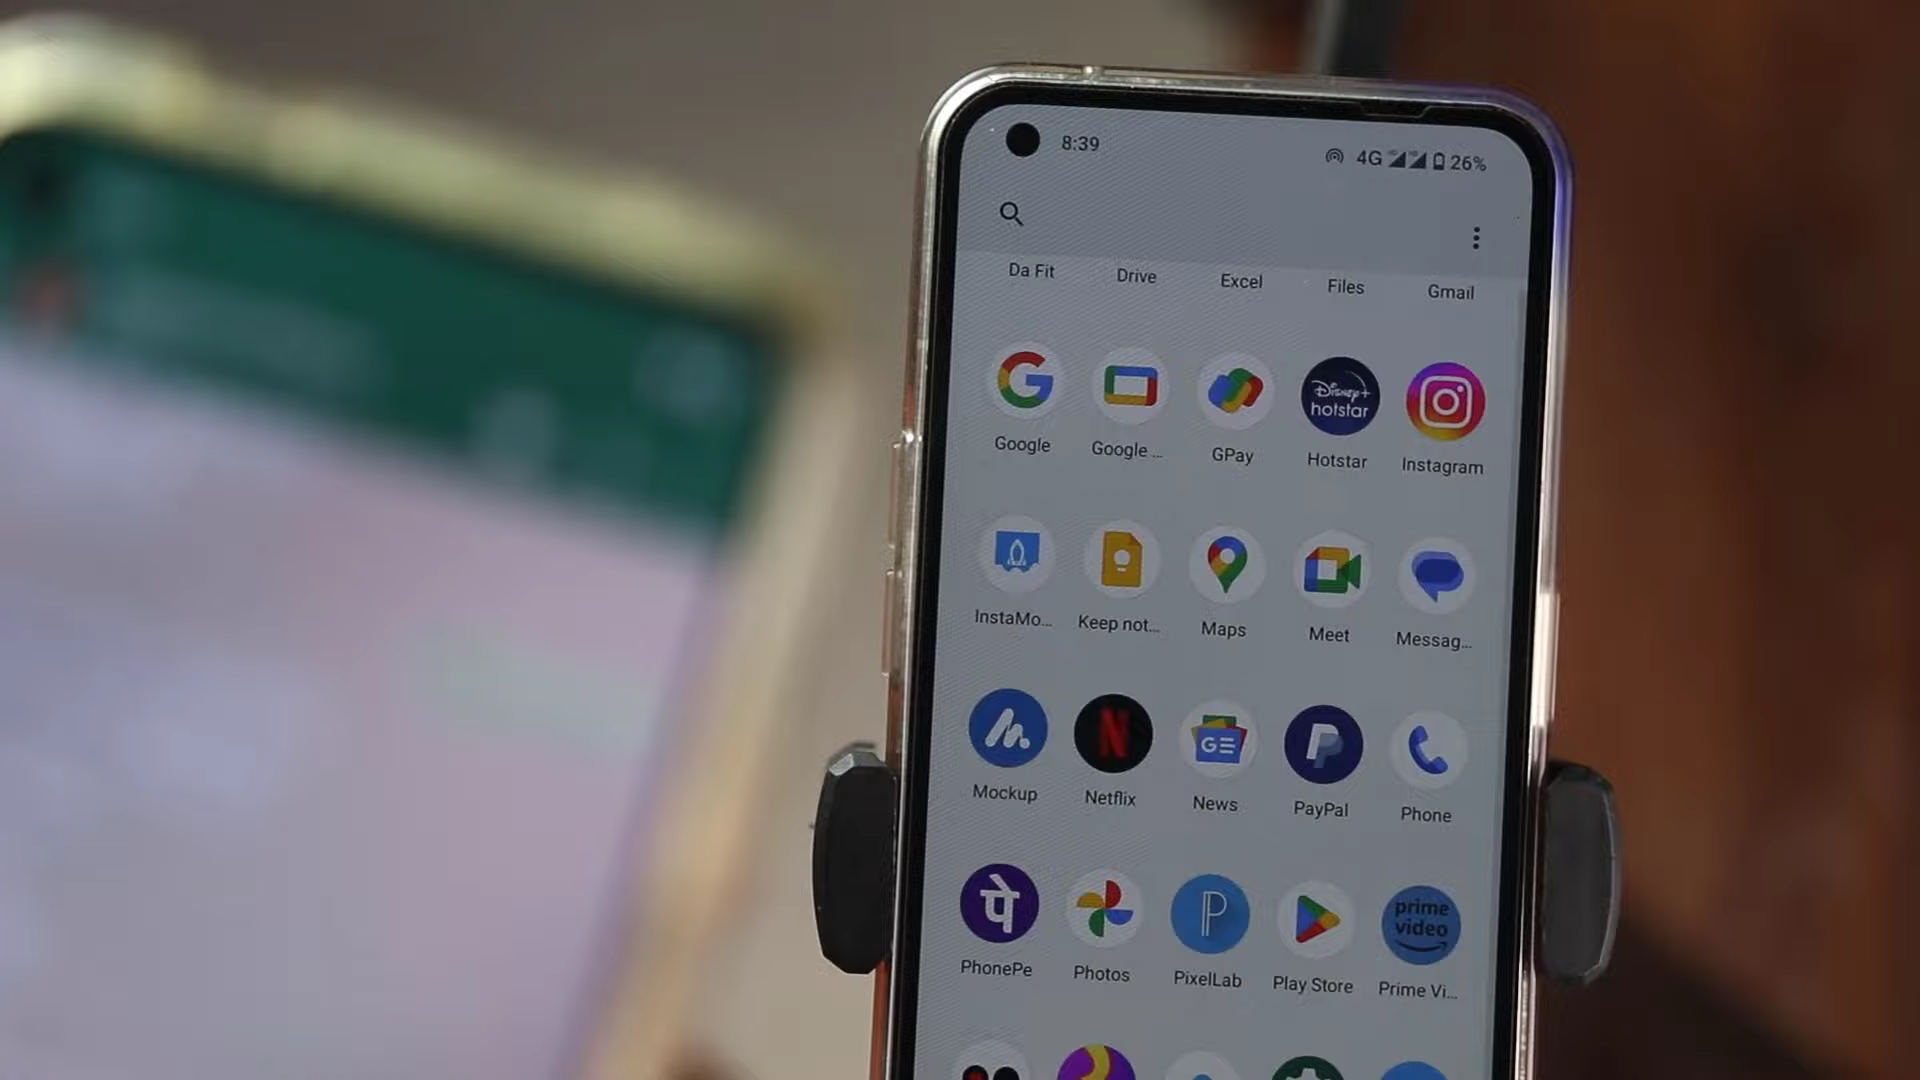 8:39 4G 26%
Da Fit Drive Excel Files Gmail
G Disney+ hotstar
Google Google ... GPay Hotstar Instagram
InstaMo... Keep not... Maps Meet Messag...
N GE P
Mockup Netflix News PayPal Phone
पे P prime video
PhonePe Photos PixelLab Play Store Prime Vi...